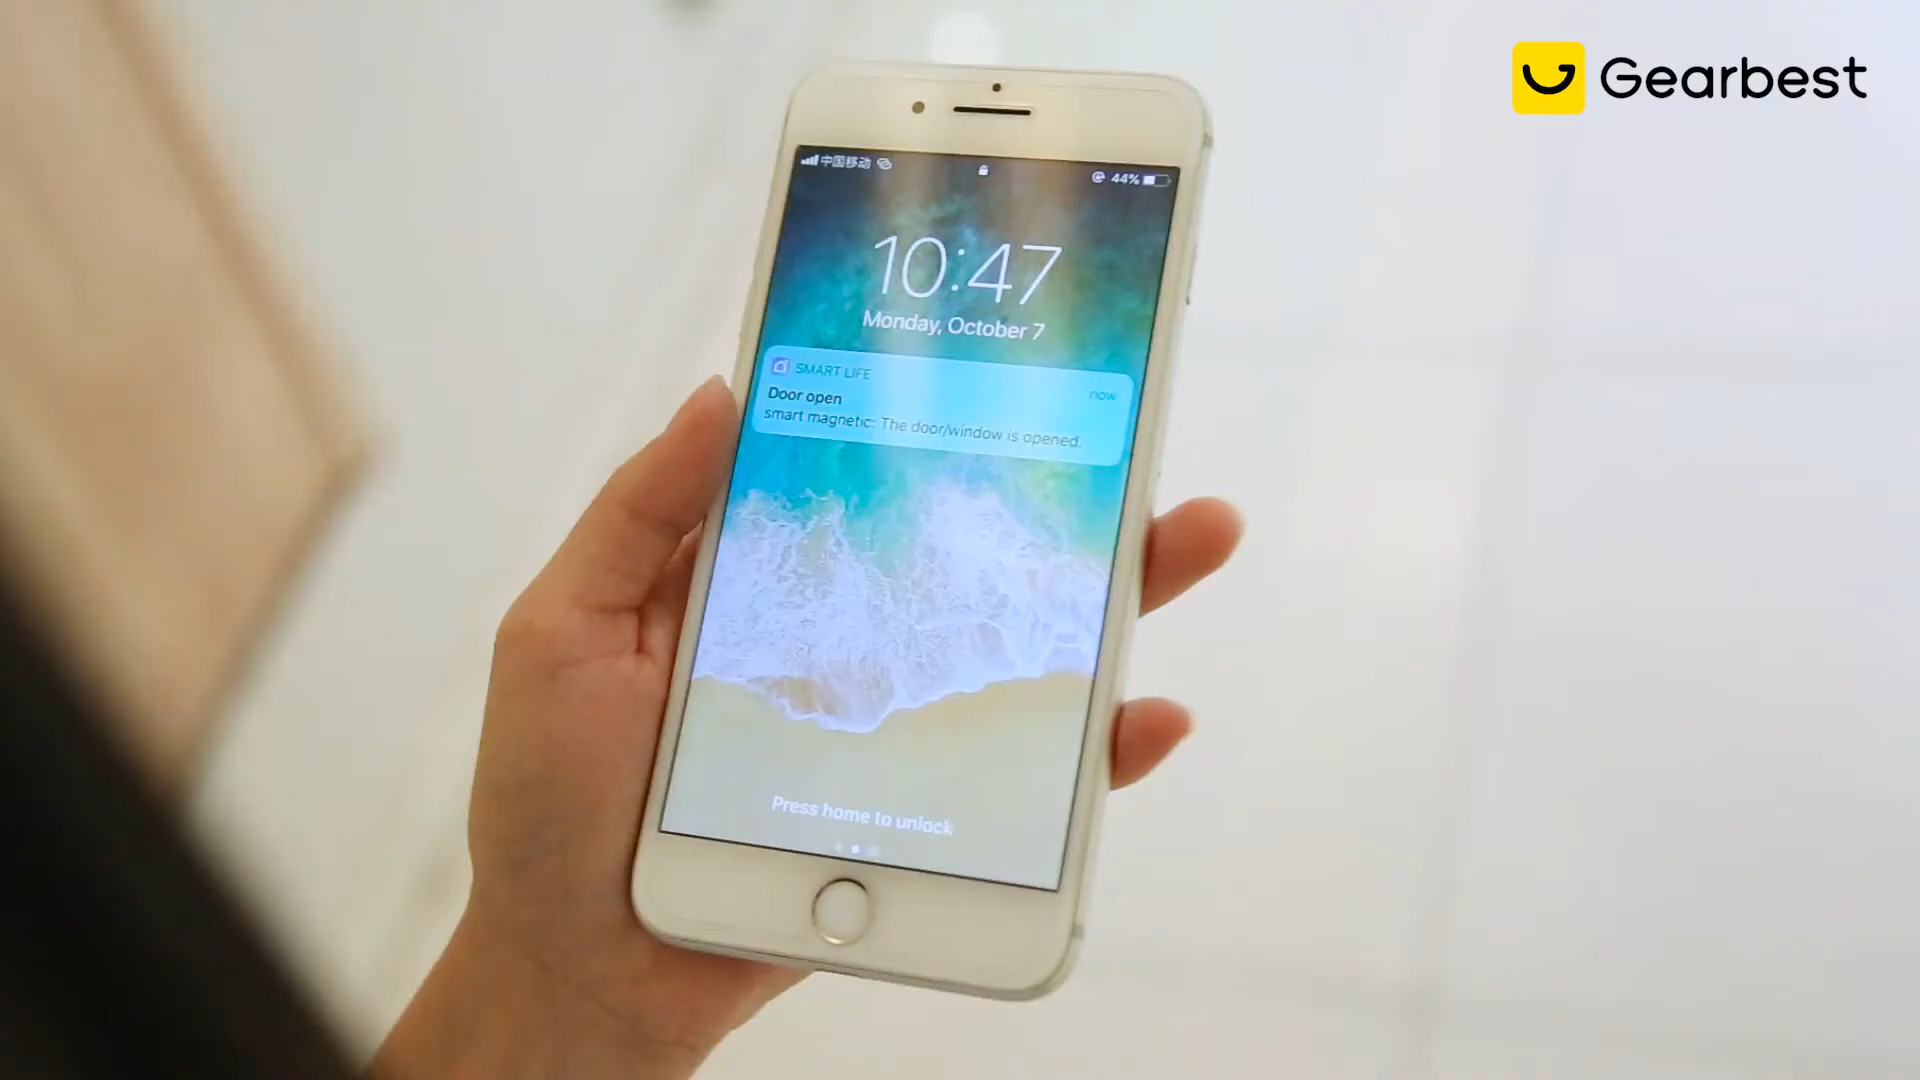 Gearbest
中国移动
44%
10:47
Monday, October 7
SMART LIFE
now
Door open
smart magnetic: The door/window is opened.
Press home to unlock